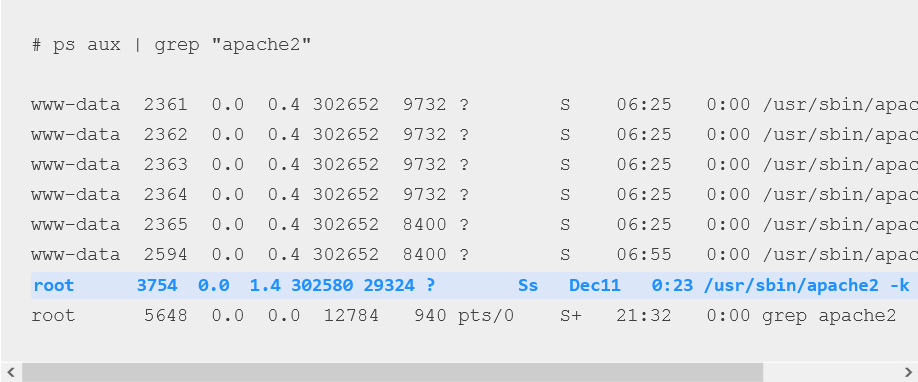 # ps aux | grep "apache2"
www-data  2361  0.0  0.4 302652  9732 ?        S    06:25   0:00 /usr/sbin/apac
www-data  2362  0.0  0.4 302652  9732 ?        S    06:25   0:00 /usr/sbin/apac
www-data  2363  0.0  0.4 302652  9732 ?        S    06:25   0:00 /usr/sbin/apac
www-data  2364  0.0  0.4 302652  9732 ?        S    06:25   0:00 /usr/sbin/apac
www-data  2365  0.0  0.4 302652  8400 ?        S    06:25   0:00 /usr/sbin/apac
www-data  2594  0.0  0.4 302652  8400 ?        S    06:55   0:00 /usr/sbin/apac
root      3754  0.0  1.4 302580 29324 ?        Ss   Dec11   0:23 /usr/sbin/apache2 -k
root      5648  0.0  0.0  12784   940 pts/0    S+   21:32   0:00 grep apache2